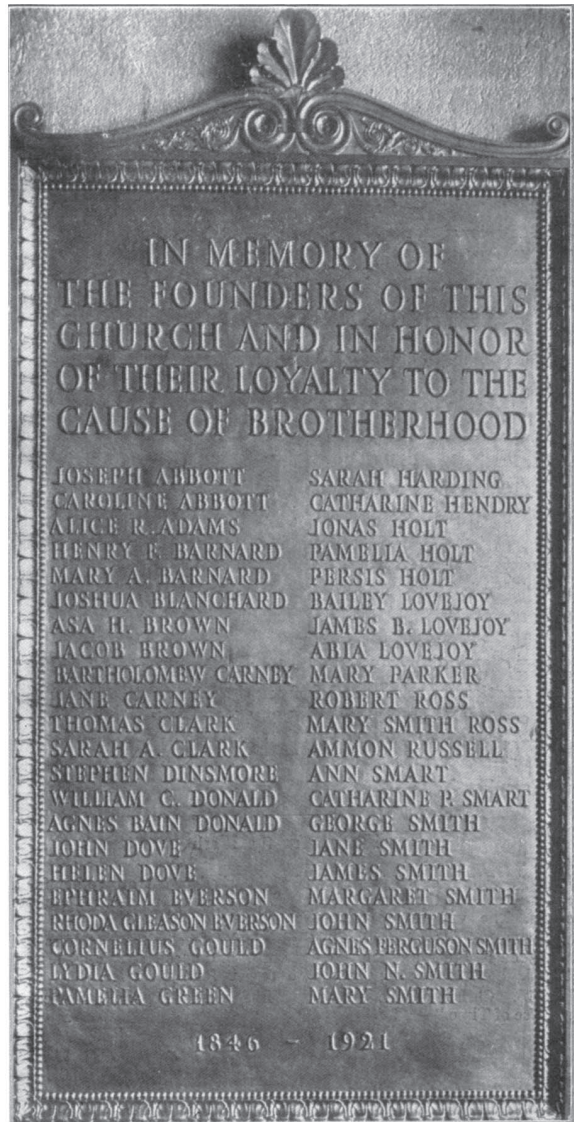 IN MEMORY OF
THE FOUNDERS OF THIS
CHURCH AND IN HONOR
OF THEIR LOYALTY TO THE
CAUSE OF BROTHERHOOD
JOSEPH ABBOTT
CAROLINE ABBOTT
ALICE R. ADAMS
HENRY F. BARNARD
MARY A. BARNARD
JOSHUA BLANCHARD
ASA H. BROWN
JACOB BROWN
BARTHOLOMEW CARNEY
JANE CARNEY
THOMAS CLARK
SARAH A. CLARK
STEPHEN DINSMORE
WILLIAM C. DONALD
AGNES BAIN DONALD
JOHN DOVE
HELEN DOVE
EPHRAIM EVERSON
RHODA GLEASON EVERSON
CORNELIUS GOULD
LYDIA GOULD
PAMELIA GREEN
SARAH HARDING
CATHARINE HENDRY
JONAS HOLT
PAMELIA HOLT
PERSIS HOLT
BAILEY LOVEJOY
JAMES B. LOVEJOY
ABIA LOVEJOY
MARY PARKER
ROBERT ROSS
MARY SMITH ROSS
AMMON RUSSELL
ANN SMART
CATHARINE P. SMART
GEORGE SMITH
JANE SMITH
JAMES SMITH
MARGARET SMITH
JOHN SMITH
AGNES FERGUSON SMITH
JOHN N. SMITH
MARY SMITH
1846 - 1921